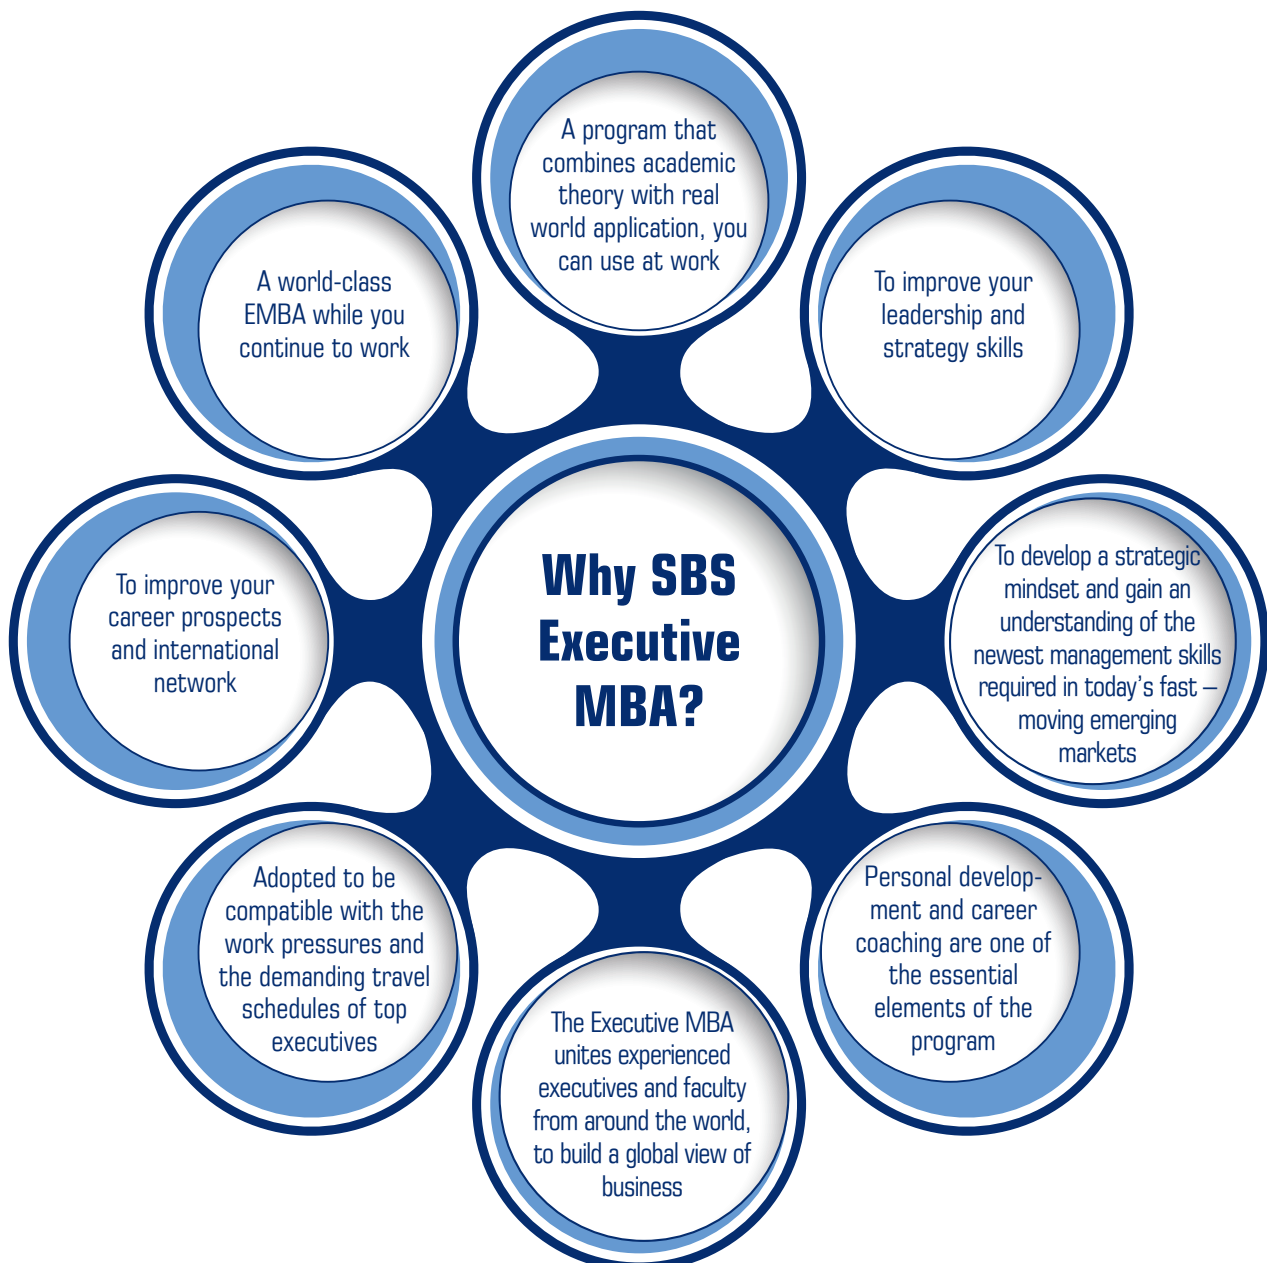 A program that
combines academic
theory with real
world application, you
can use at work
To improve your
leadership and
strategy skills
To develop a strategic
mindset and gain an
understanding of the
newest management skills
required in today's fast –
moving emerging
markets
Personal develop-
ment and career
coaching are one of
the essential
elements of the
program
The Executive MBA
unites experienced
executives and faculty
from around the world,
to build a global view of
business
Adopted to be
compatible with the
work pressures and
the demanding travel
schedules of top
executives
To improve your
career prospects
and international
network
A world-class
EMBA while you
continue to work
Why SBS
Executive
MBA?